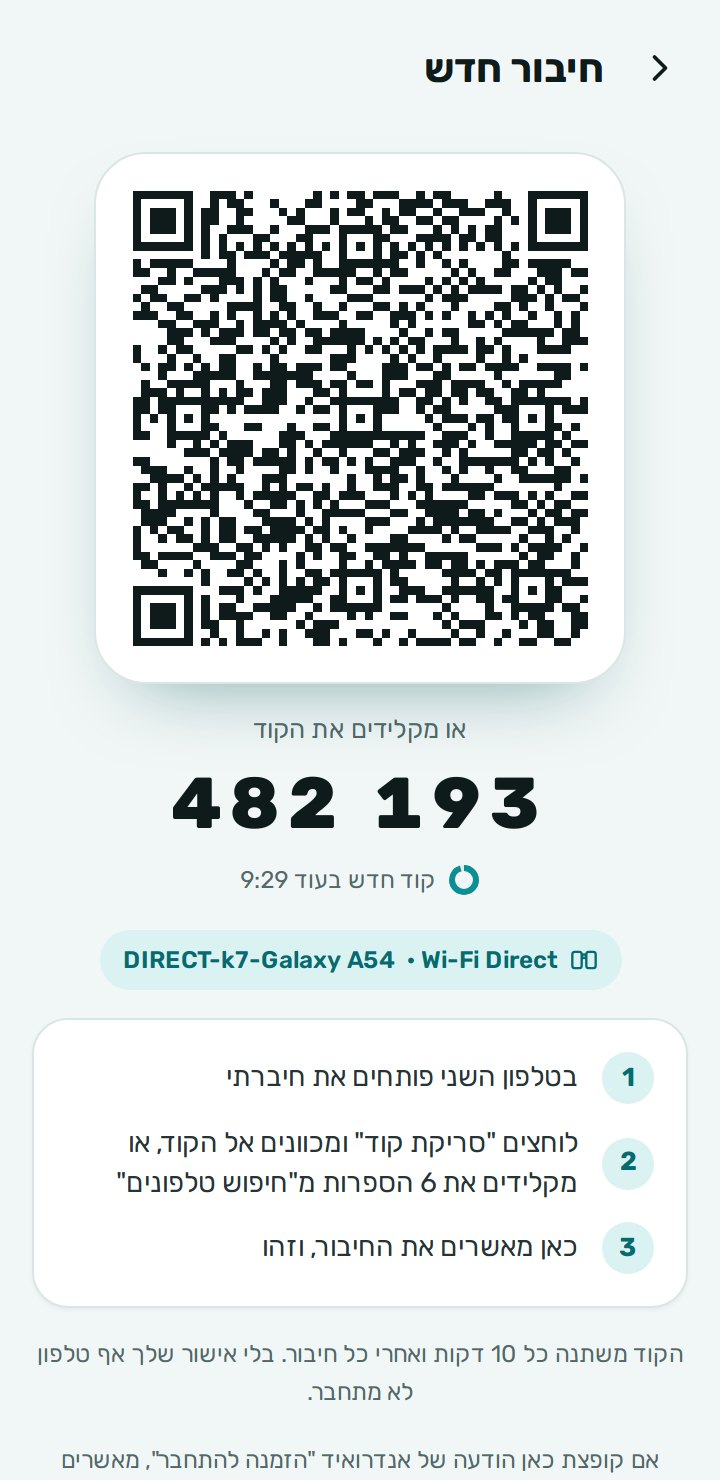 חיבור חדש
או מקלידים את הקוד
482 193
קוד חדש בעוד 9:29
DIRECT-k7-Galaxy A54 • Wi-Fi Direct
1 בטלפון השני פותחים את חיברתי
2 לוחצים "סריקת קוד" ומכוונים אל הקוד, או
מקלידים את 6 הספרות מ"חיפוש טלפונים"
3 כאן מאשרים את החיבור, וזהו
הקוד משתנה כל 10 דקות ואחרי כל חיבור. בלי אישור שלך אף טלפון
לא מתחבר.
אם קופצת כאן הודעה של אנדרואיד "הזמנה להתחבר", מאשרים